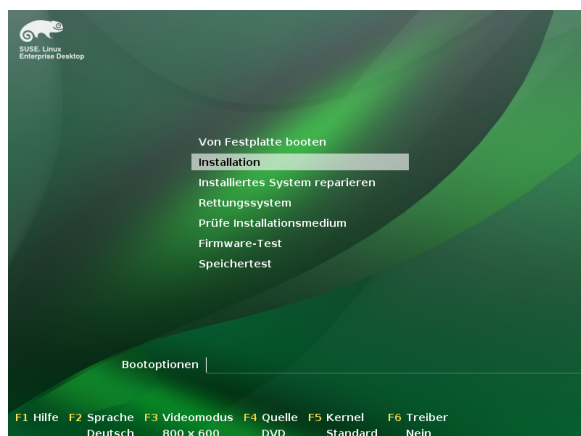 SUSE. Linux
Enterprise Desktop
Von Festplatte booten
Installation
Installiertes System reparieren
Rettungssystem
Prüfe Installationsmedium
Firmware-Test
Speichertest
Bootoptionen
F1 Hilfe F2 Sprache F3 Videomodus F4 Quelle F5 Kernel F6 Treiber
Deutsch 800 x 600 DVD Standard Nein